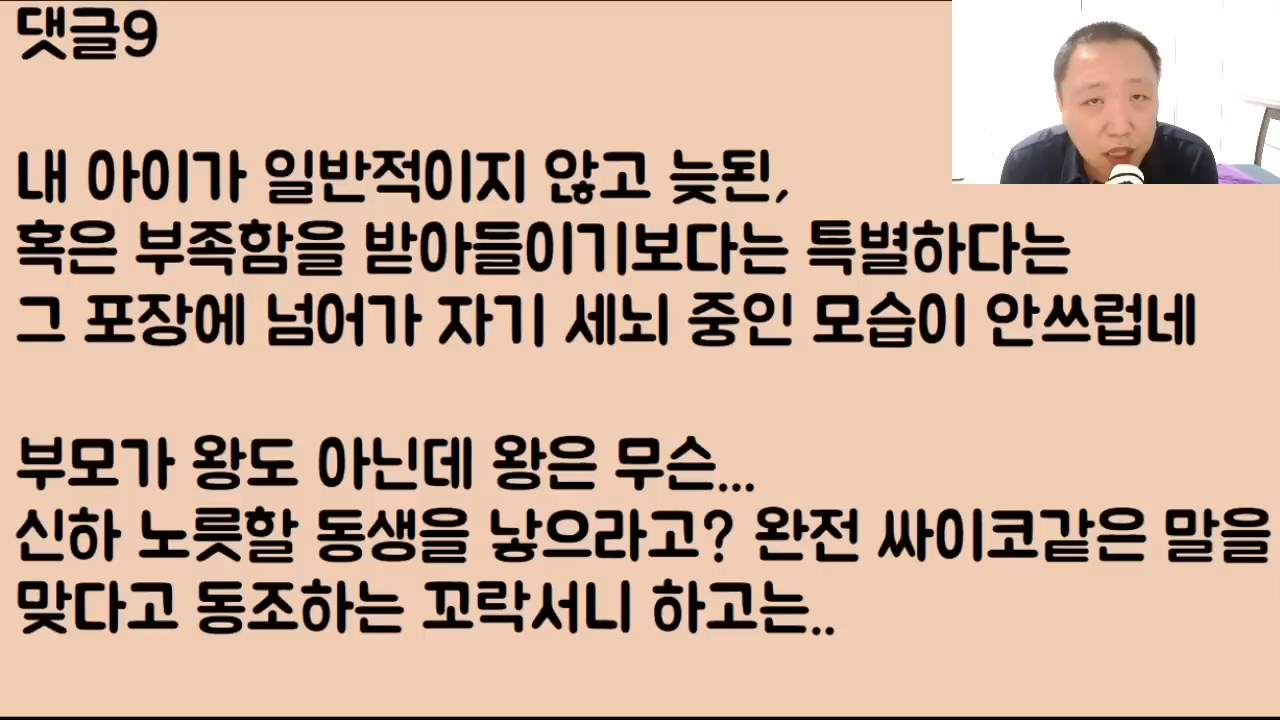 댓글9
내 아이가 일반적이지 않고 늦된,
혹은 부족함을 받아들이기보다는 특별하다는
그 포장에 넘어가 자기 세뇌 중인 모습이 안쓰럽네
부모가 왕도 아닌데 왕은 무슨...
신하 노릇할 동생을 낳으라고? 완전 싸이코같은 말을
맞다고 동조하는 꼬락서니 하고는..